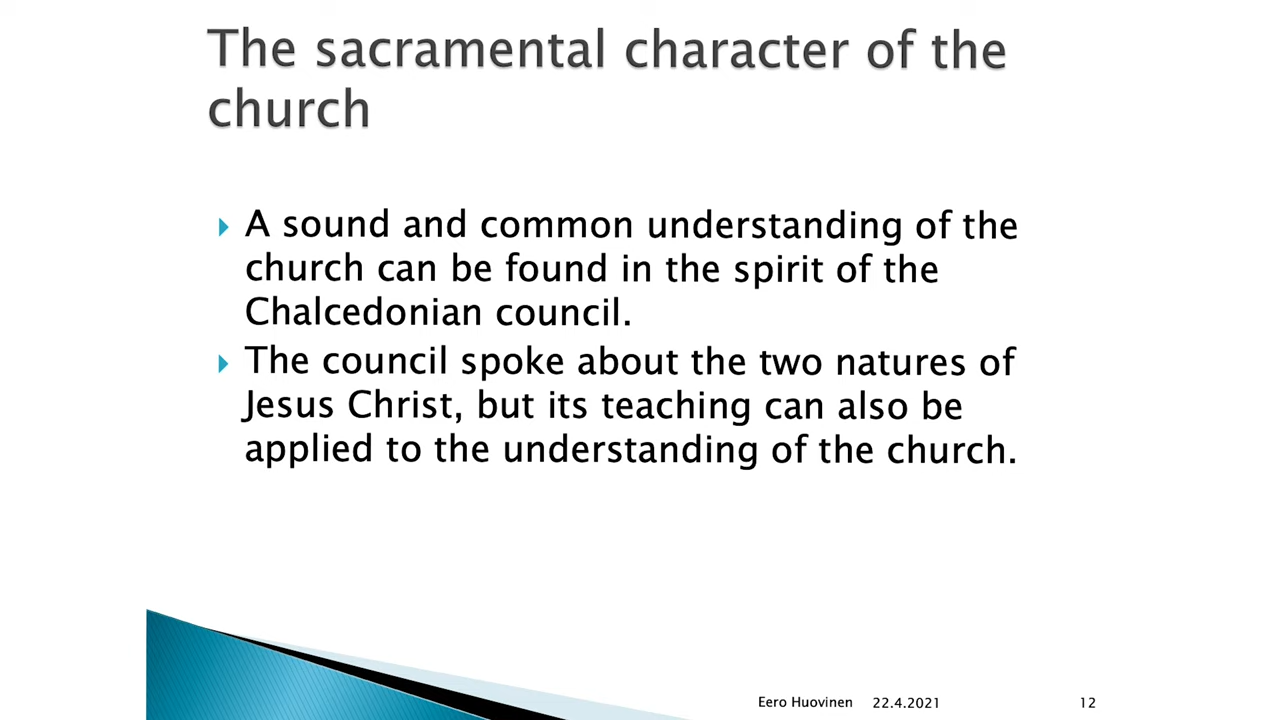 The sacramental character of the
church
A sound and common understanding of the
church can be found in the spirit of the
Chalcedonian council.
The council spoke about the two natures of
Jesus Christ, but its teaching can also be
applied to the understanding of the church.
Eero Huovinen 22.4.2021 12